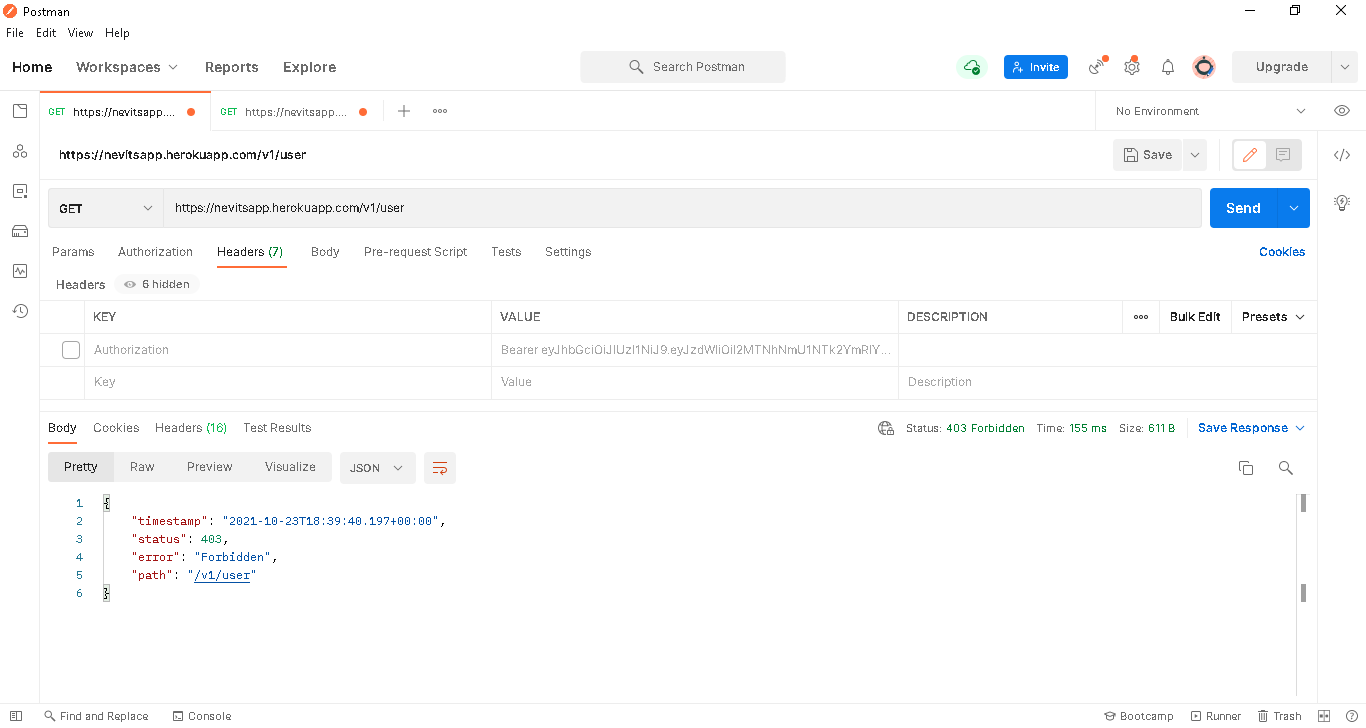 Postman
File Edit View Help
Home Workspaces Reports Explore Search Postman Invite Upgrade
GET https://nevitsapp.... GET https://nevitsapp.... No Environment
https://nevitsapp.herokuapp.com/v1/user Save
GET https://nevitsapp.herokuapp.com/v1/user Send
Params Authorization Headers (7) Body Pre-request Script Tests Settings Cookies
Headers 6 hidden
KEY VALUE DESCRIPTION Bulk Edit Presets
Authorization Bearer eyJhbGciOiJIUzI1NiJ9.eyJzdWIiOiI2MTNhNmU1NTk2YmRlY...
Key Value Description
Body Cookies Headers (16) Test Results Status: 403 Forbidden Time: 155 ms Size: 611 B Save Response
Pretty Raw Preview Visualize JSON
1 {
2 "timestamp": "2021-10-23T18:39:40.197+00:00",
3 "status": 403,
4 "error": "Forbidden",
5 "path": "/v1/user"
6 }
Find and Replace Console Bootcamp Runner Trash